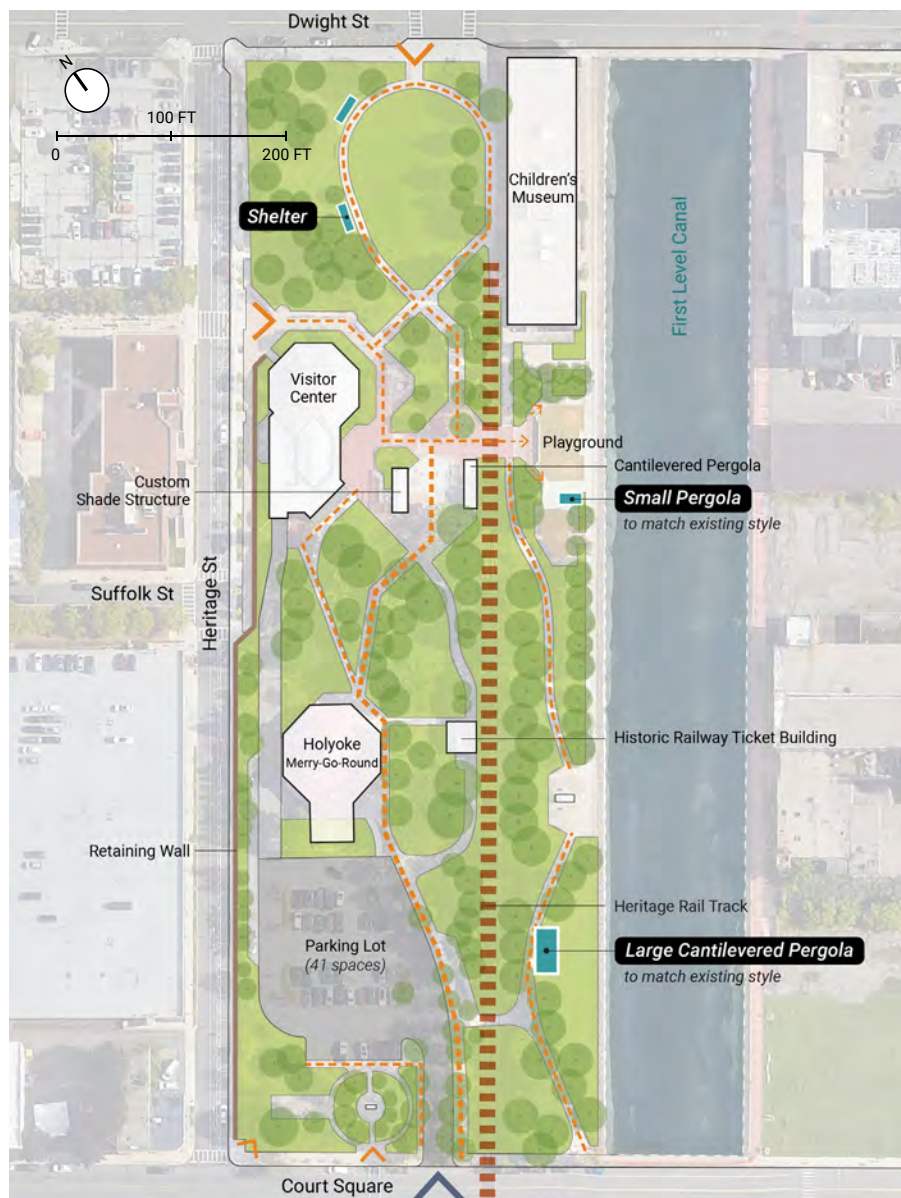 Dwight St
N
100 FT
0
200 FT
Children's
Museum
Shelter
First Level Canal
Visitor
Center
Playground
Cantilevered Pergola
Custom
Shade Structure
Small Pergola
to match existing style
Suffolk St
Heritage St
Holyoke
Merry-Go-Round
Historic Railway Ticket Building
Retaining Wall
Heritage Rail Track
Parking Lot
(41 spaces)
Large Cantilevered Pergola
to match existing style
Court Square